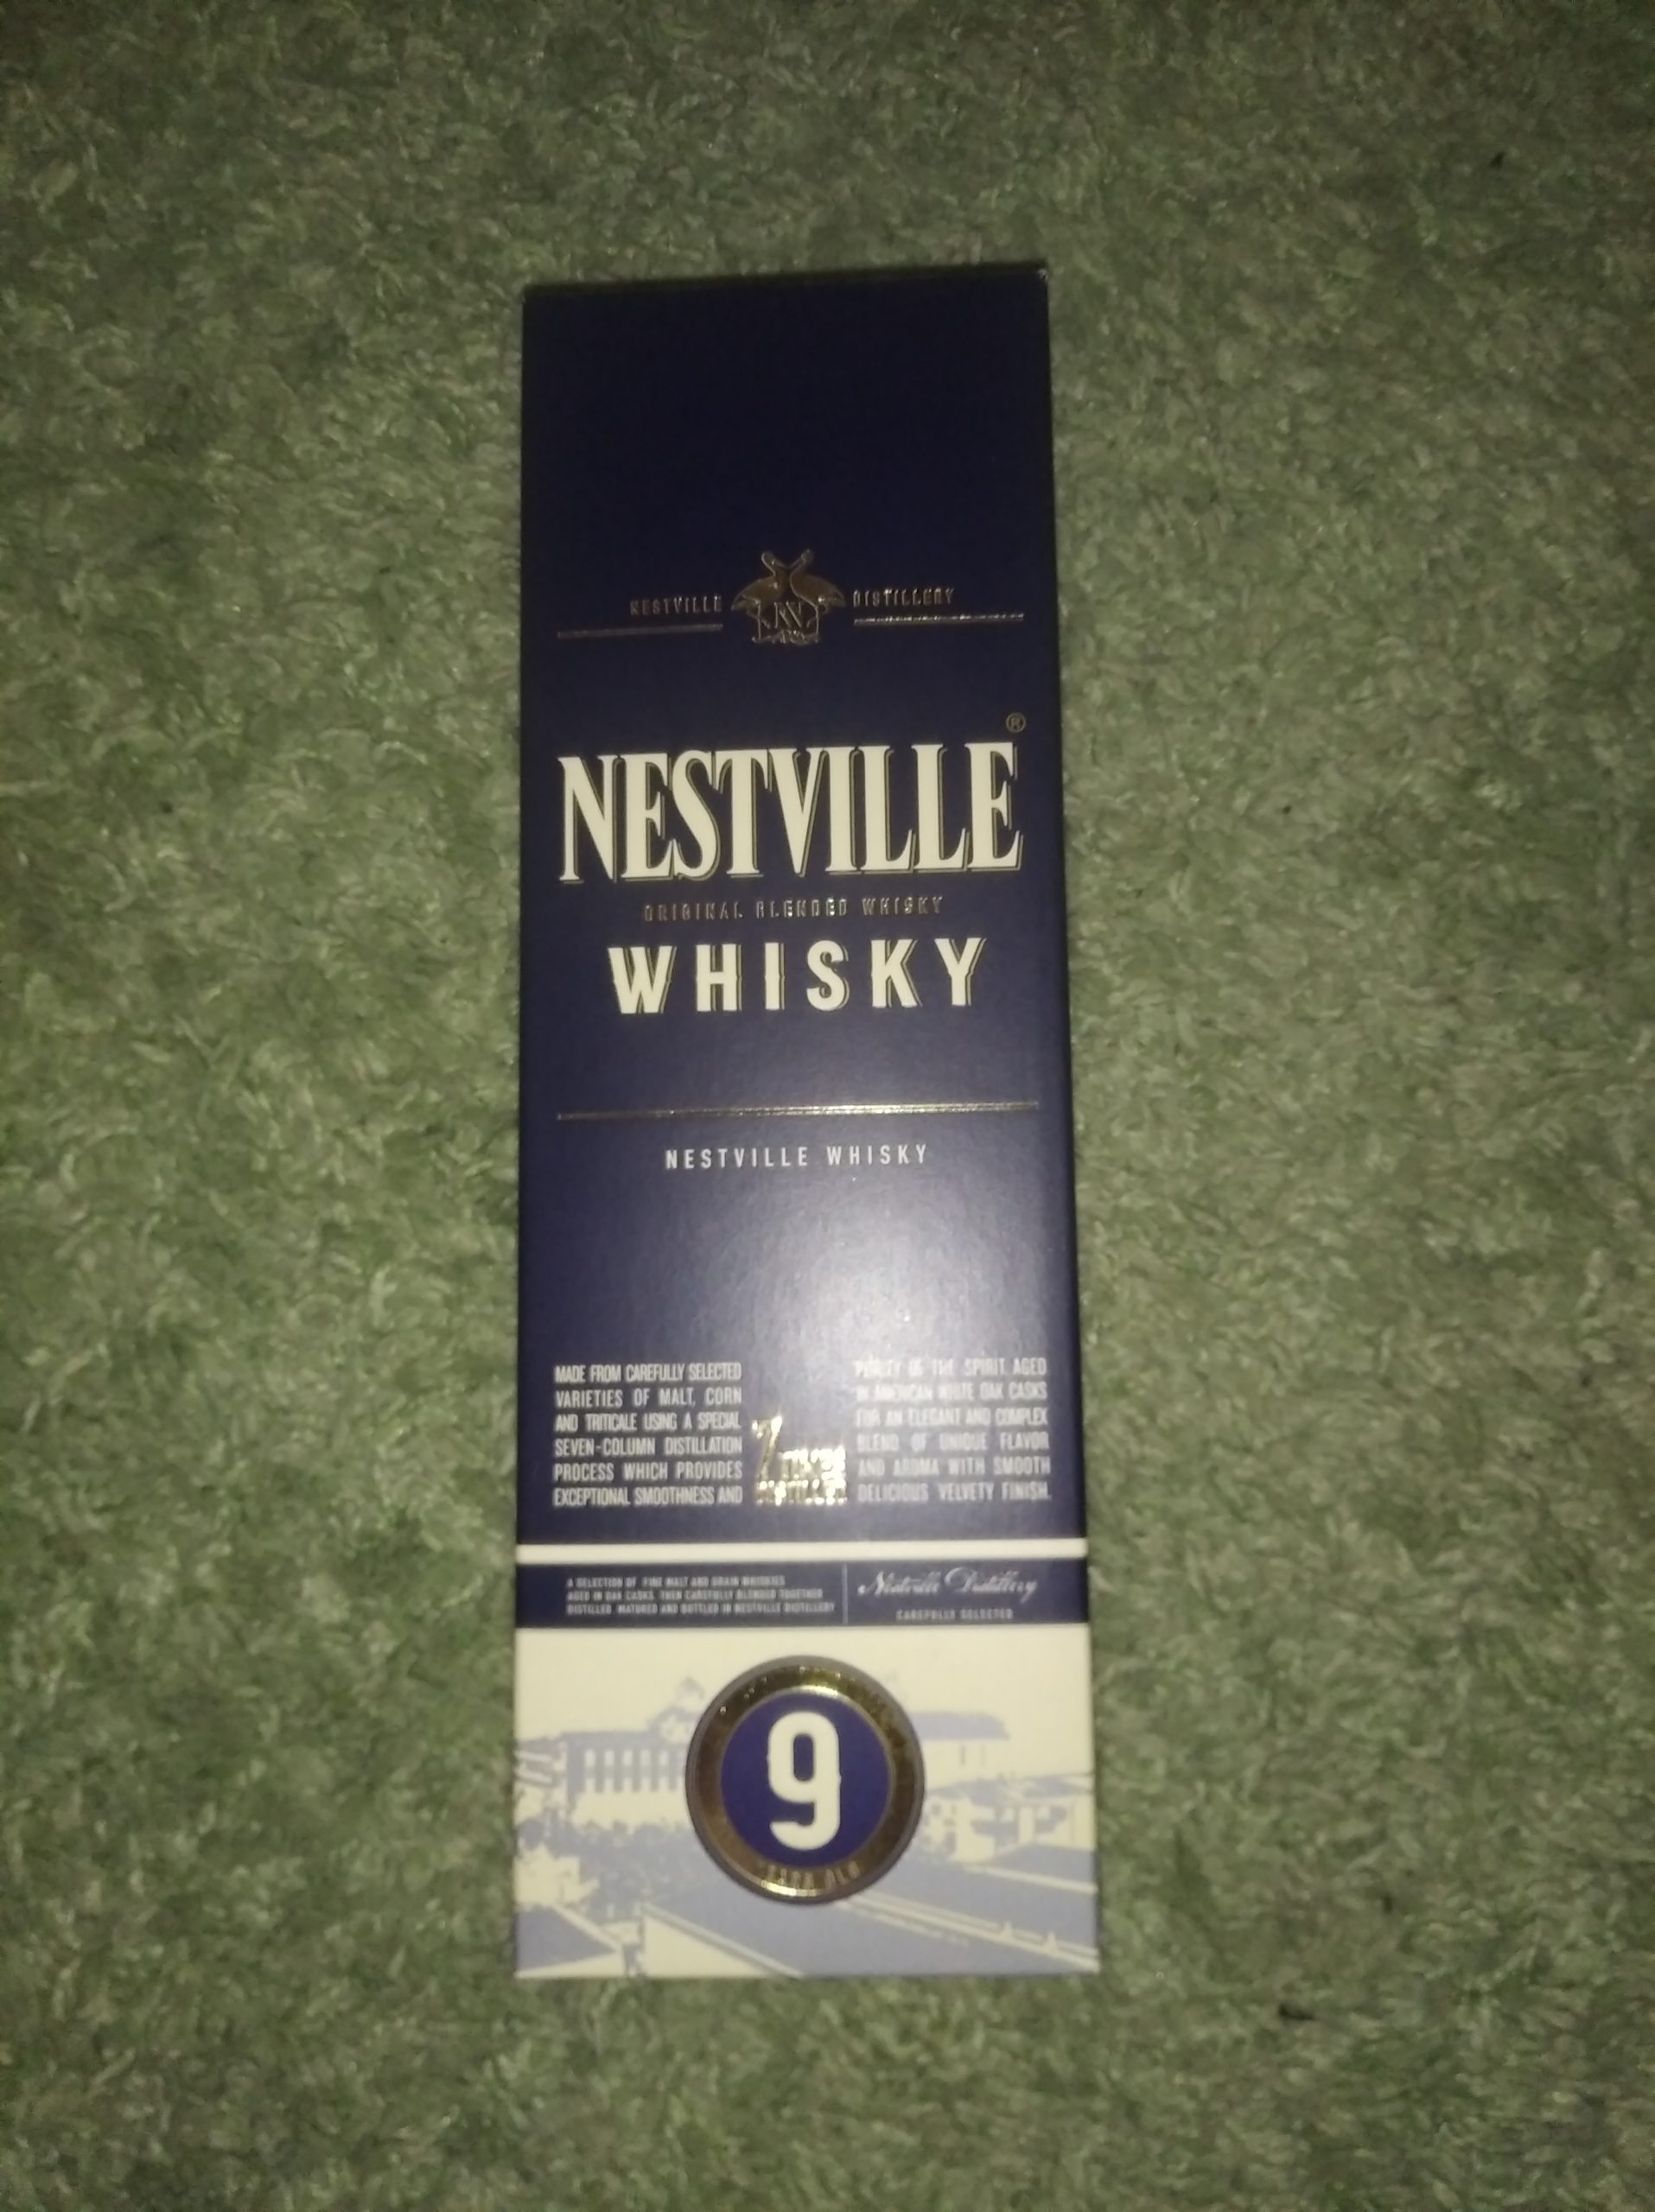 NESTVILLE DISTILLERY
NESTVILLE®
ORIGINAL BLENDED WHISKY
WHISKY
NESTVILLE WHISKY
MADE FROM CAREFULLY SELECTED
VARIETIES OF MALT, CORN
AND TRITICALE USING A SPECIAL
SEVEN-COLUMN DISTILLATION
PROCESS WHICH PROVIDES
EXCEPTIONAL SMOOTHNESS AND
7 TIMES
DISTILLED
PURITY OF THE SPIRIT AGED
IN AMERICAN WHITE OAK CASKS
FOR AN ELEGANT AND COMPLEX
BLEND OF UNIQUE FLAVOR
AND AROMA WITH SMOOTH
DELICIOUS VELVETY FINISH.
A SELECTION OF FINE MALT AND GRAIN WHISKIES
AGED IN OAK CASKS, THEN CAREFULLY BLENDED TOGETHER
DISTILLED, MATURED AND BOTTLED IN NESTVILLE DISTILLERY
Nestville Distillery
CAREFULLY SELECTED
9